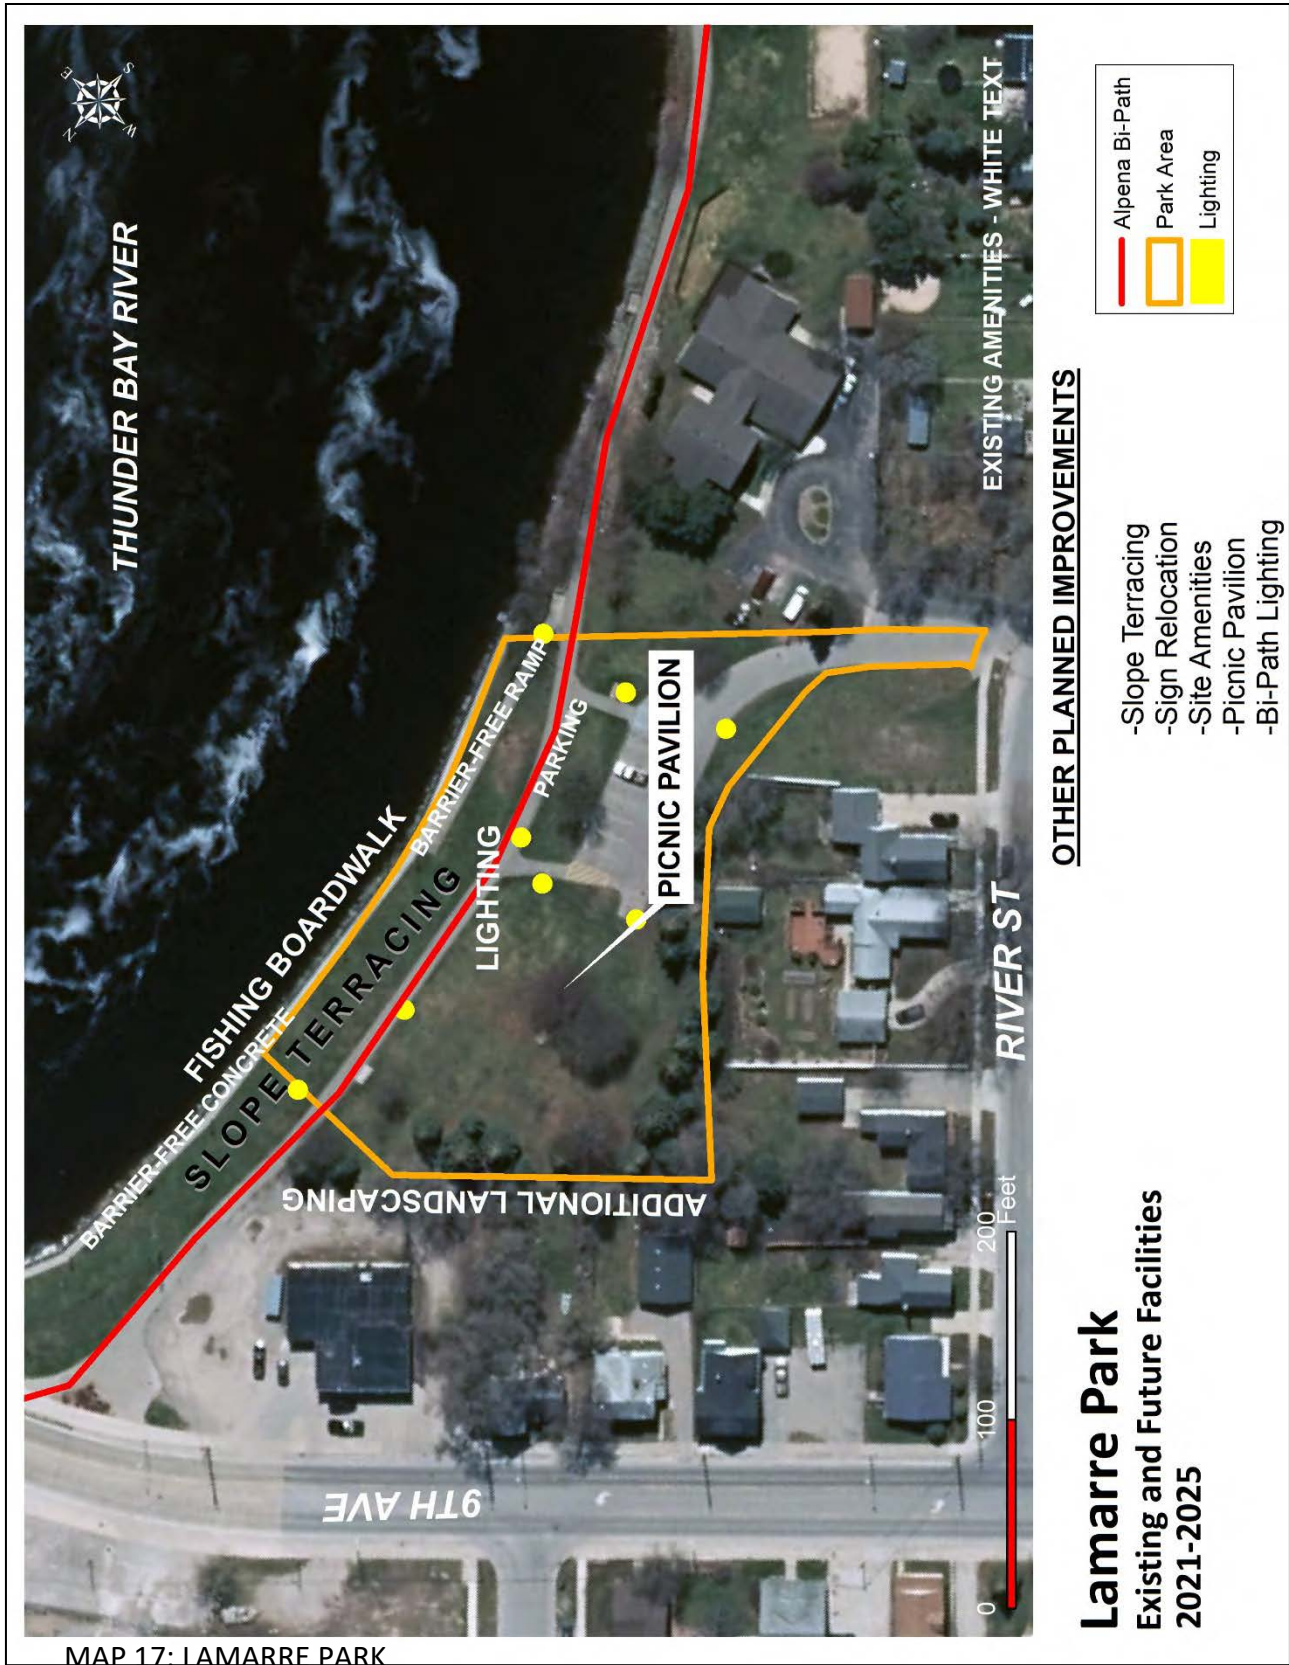 THUNDER BAY RIVER
N
E
S
W
FISHING BOARDWALK
BARRIER-FREE CONCRETE
SLOPE TERRACING
BARRIER-FREE RAMP
PARKING
LIGHTING
PICNIC PAVILION
ADDITIONAL LANDSCAPING
9TH AVE
RIVER ST
EXISTING AMENITIES - WHITE TEXT
0
100
200
Feet
Lamarre Park
Existing and Future Facilities
2021-2025
OTHER PLANNED IMPROVEMENTS
-Slope Terracing
-Sign Relocation
-Site Amenities
-Picnic Pavilion
-Bi-Path Lighting
Alpena Bi-Path
Park Area
Lighting
MAP 17: LAMARRE PARK